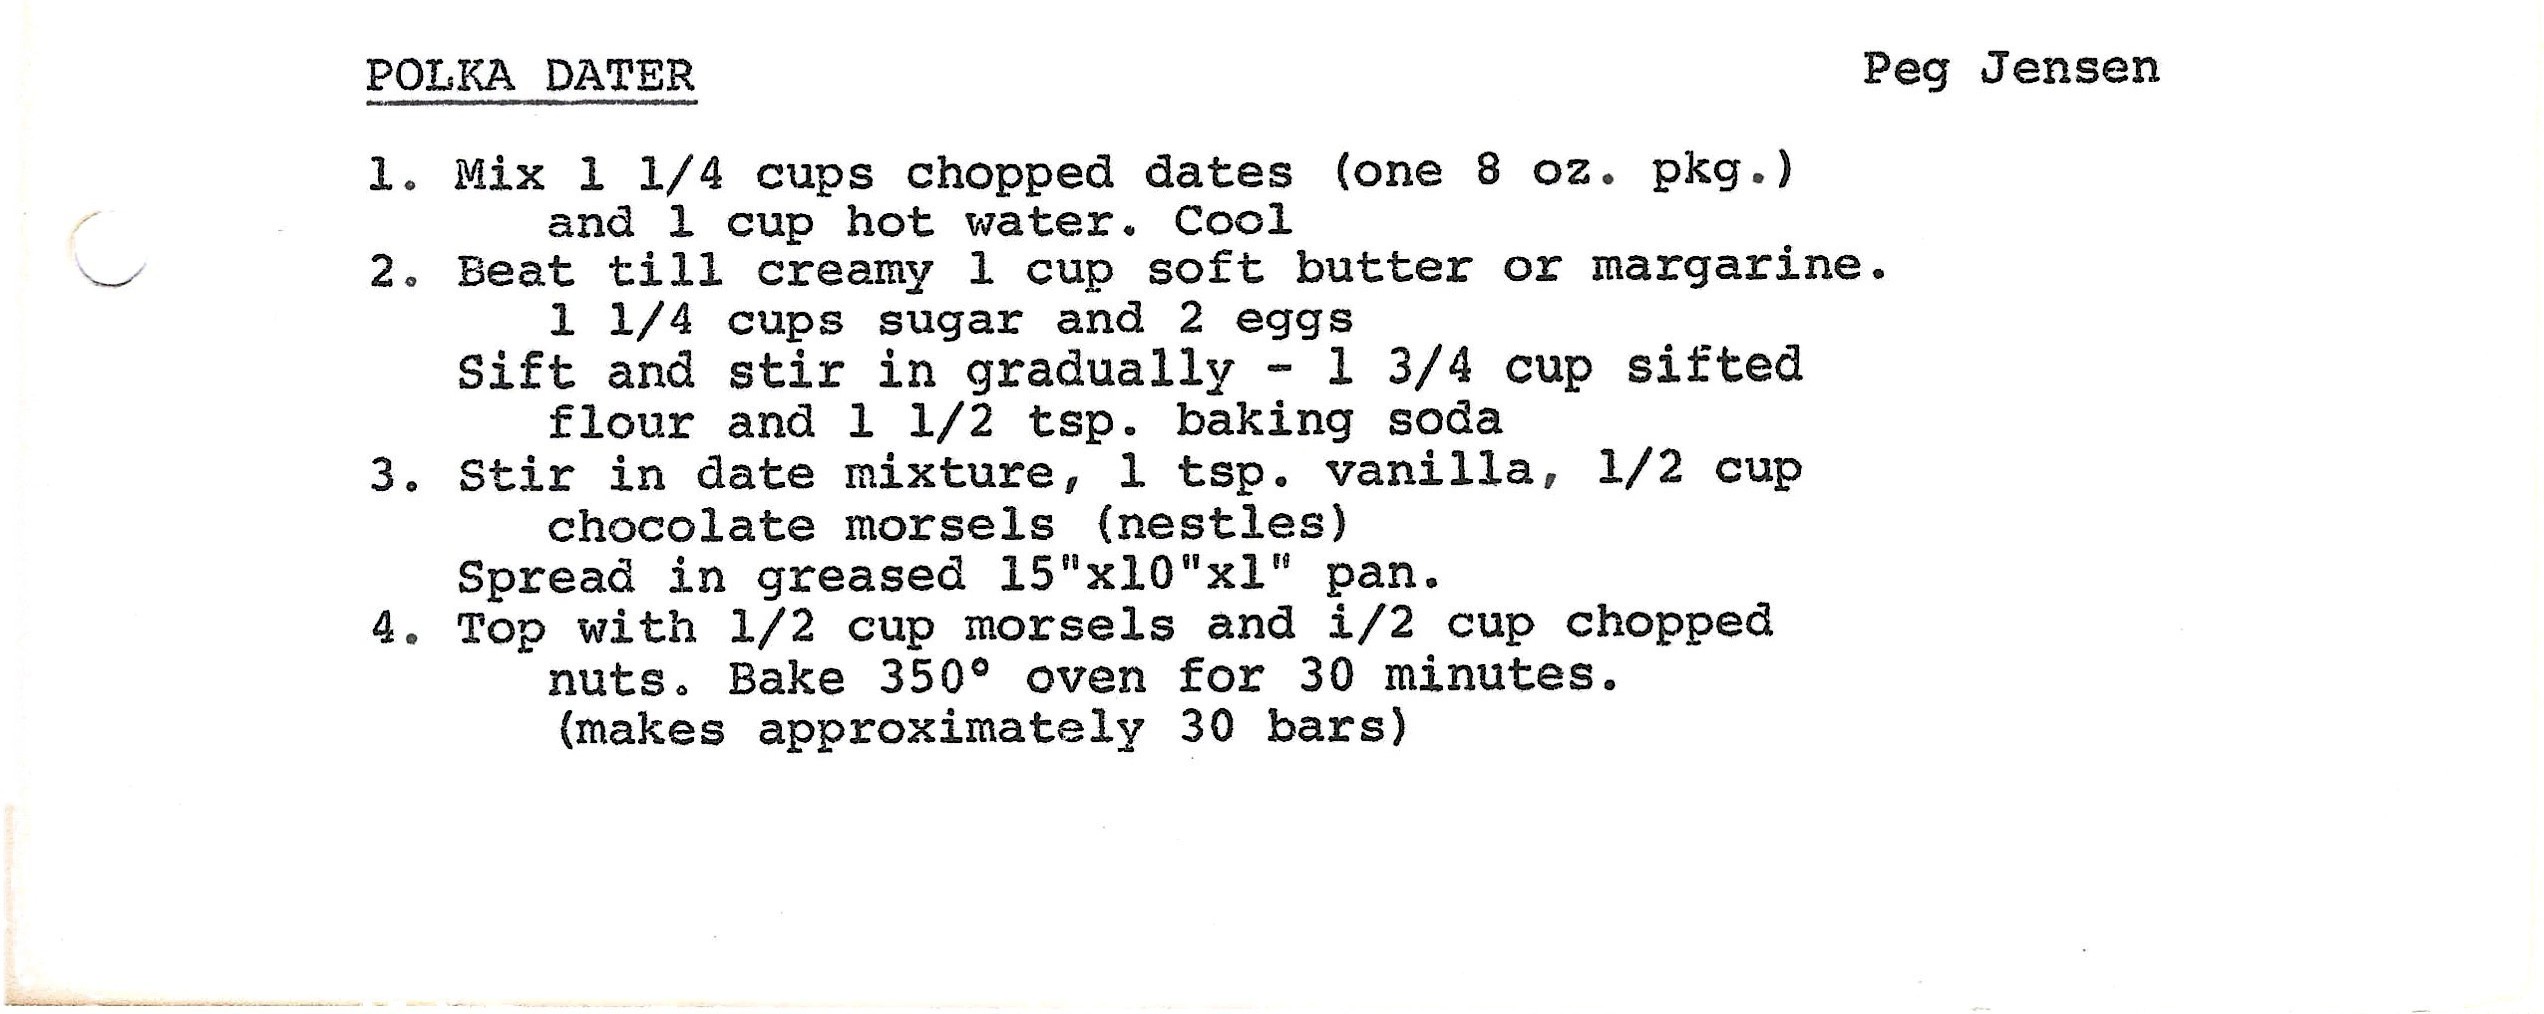 POLKA DATER Peg Jensen
1. Mix 1 1/4 cups chopped dates (one 8 oz. pkg.)
and 1 cup hot water. Cool
2. Beat till creamy 1 cup soft butter or margarine.
1 1/4 cups sugar and 2 eggs
Sift and stir in gradually - 1 3/4 cup sifted
flour and 1 1/2 tsp. baking soda
3. Stir in date mixture, 1 tsp. vanilla, 1/2 cup
chocolate morsels (nestles)
Spread in greased 15"x10"x1" pan.
4. Top with 1/2 cup morsels and i/2 cup chopped
nuts. Bake 350° oven for 30 minutes.
(makes approximately 30 bars)